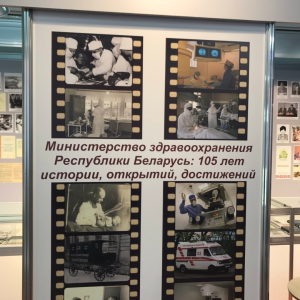 Министерство здравоохранения
Республики Беларусь: 105 лет
истории, открытий, достижений